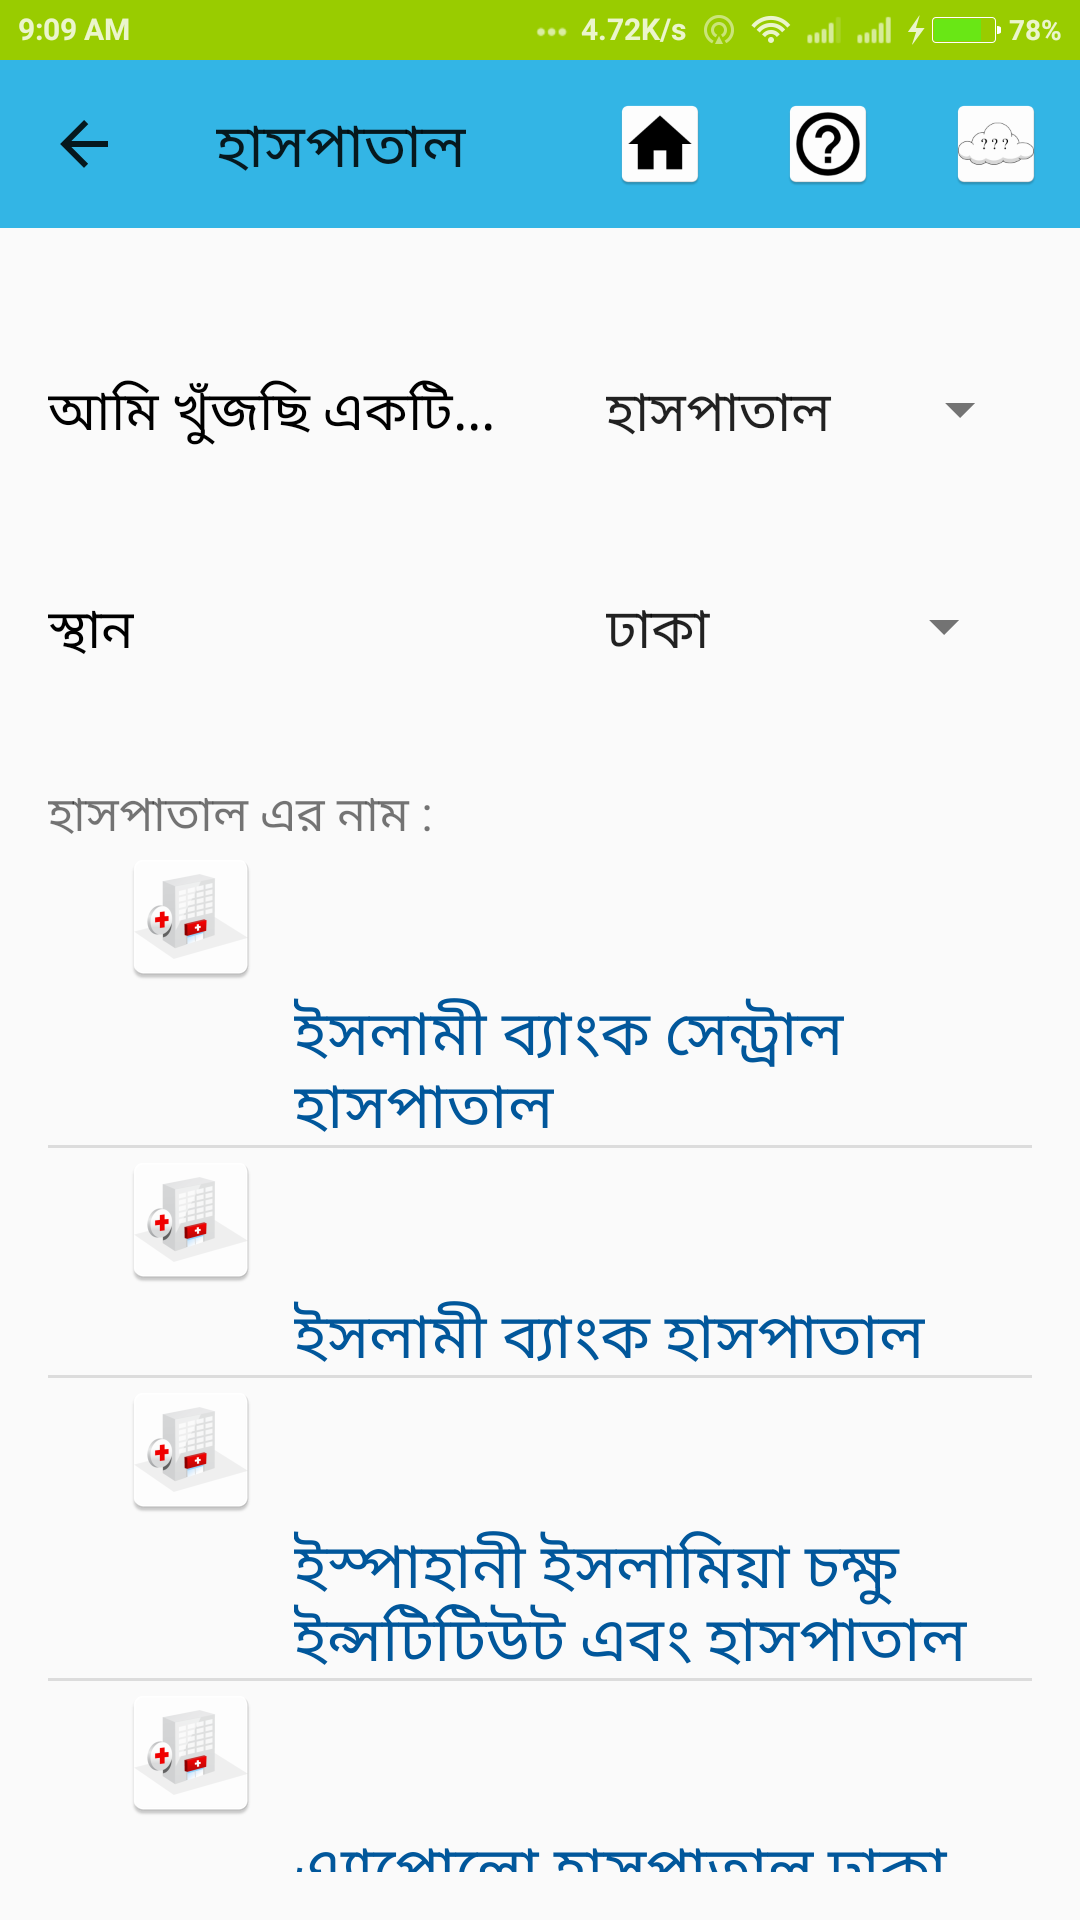 9:09 AM
... 4.72K/s 78%
হাসপাতাল
? ? ?
আমি খুঁজছি একটি...
হাসপাতাল
স্থান
ঢাকা
হাসপাতাল এর নাম :
ইসলামী ব্যাংক সেন্ট্রাল
হাসপাতাল
ইসলামী ব্যাংক হাসপাতাল
ইস্পাহানী ইসলামিয়া চক্ষু
ইন্সটিটিউট এবং হাসপাতাল
এ্যাপোলো হাসপাতাল ঢাকা